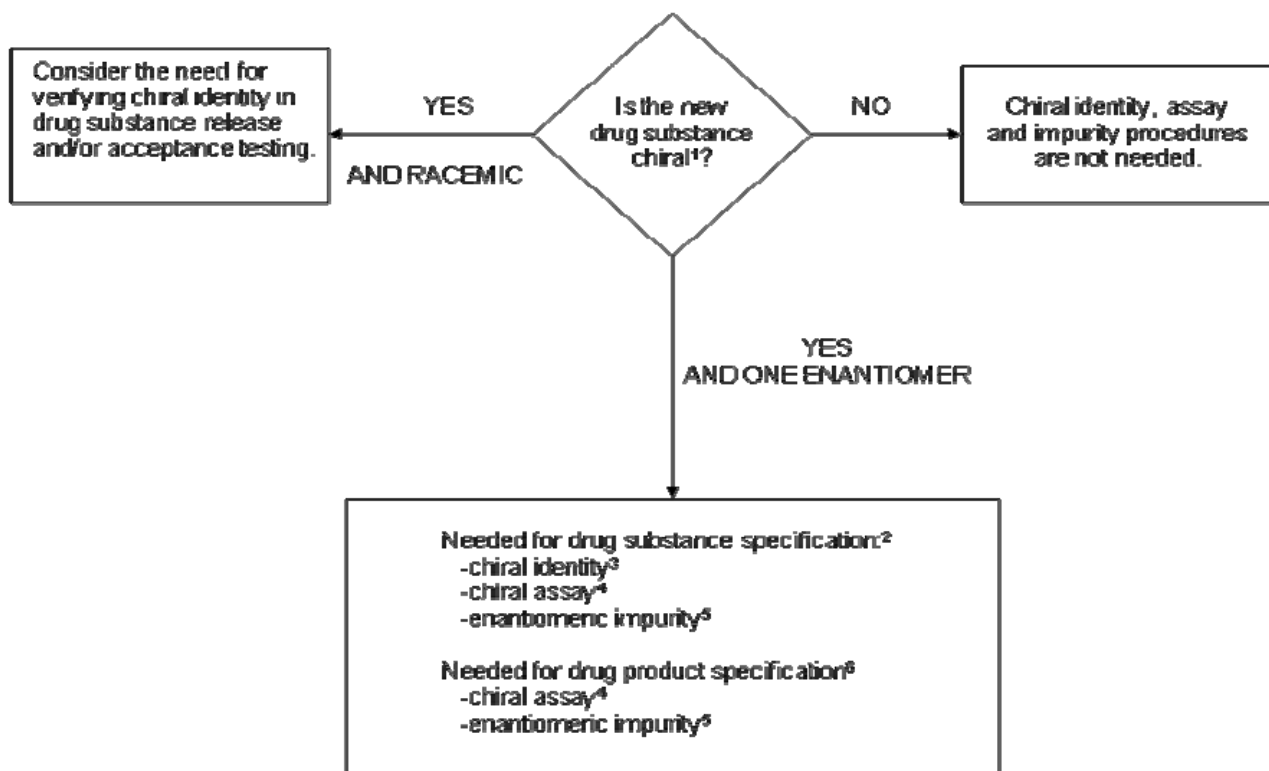 Consider the need for
verifying chiral identity in
drug substance release
and/or acceptance testing.
YES
AND RACEMIC
Is the new
drug substance
chiral¹?
NO
Chiral identity, assay
and impurity procedures
are not needed.
YES
AND ONE ENANTIOMER
Needed for drug substance specification:²
-chiral identity³
-chiral assay⁴
-enantiomeric impurity⁵
Needed for drug product specification⁶
-chiral assay⁴
-enantiomeric impurity⁵